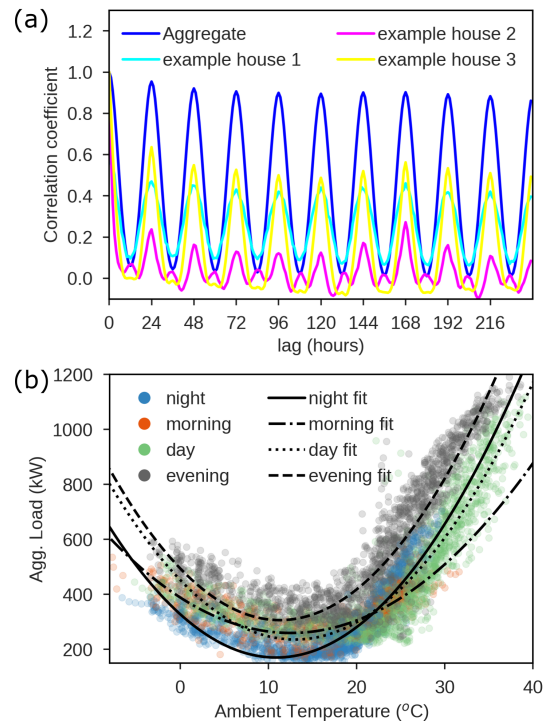 (a)
Aggregate
example house 1
example house 2
example house 3
1.2
1.0
0.8
0.6
0.4
0.2
0.0
Correlation coefficient
0 24 48 72 96 120 144 168 192 216
lag (hours)
(b)
night
morning
day
evening
night fit
morning fit
day fit
evening fit
1200
1000
800
600
400
200
Agg. Load (kW)
0 10 20 30 40
Ambient Temperature (°C)